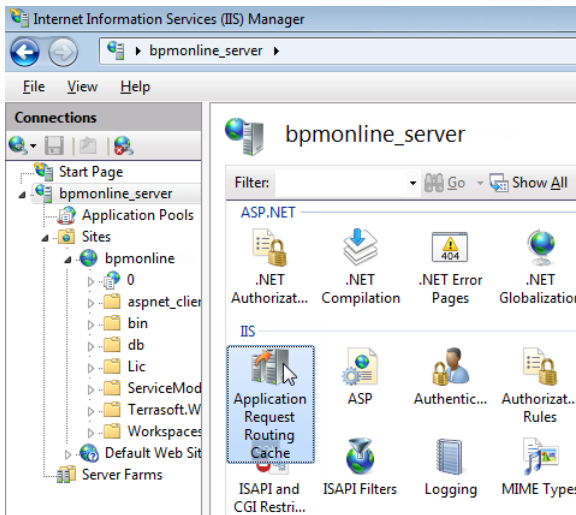 Internet Information Services (IIS) Manager
bpmonline_server
File View Help
Connections
Start Page
bpmonline_server
Application Pools
Sites
bpmonline
0
aspnet_clier
bin
db
Lic
ServiceMod
Terrasoft.W
Workspaces
Default Web Sit
Server Farms
bpmonline_server
Filter: Go Show All
ASP.NET
.NET Authorizat...
.NET Compilation
404
.NET Error Pages
.NET Globalization
IIS
Application Request Routing Cache
ASP
Authentic...
Authorizat... Rules
ISAPI and CGI Restri...
ISAPI Filters
Logging
MIME Types